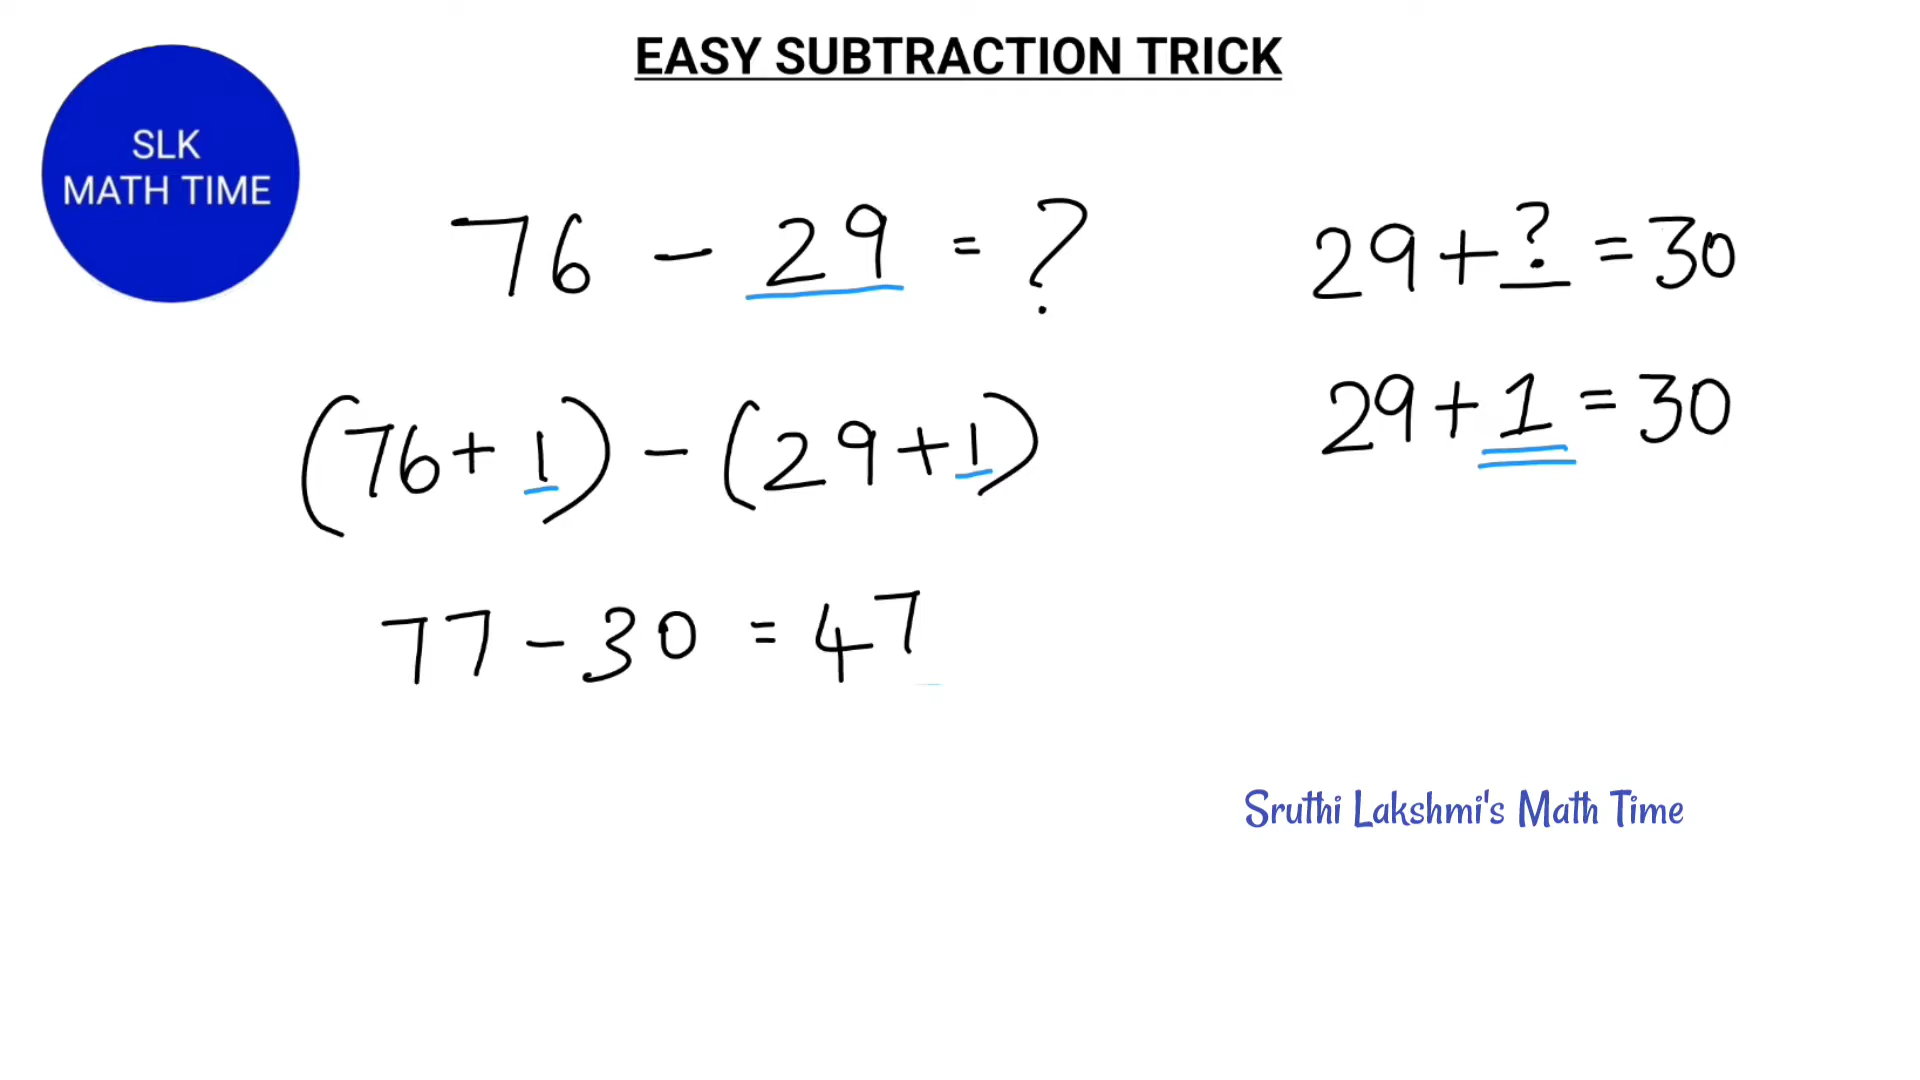 EASY SUBTRACTION TRICK
SLK
MATH TIME
76 - 29 = ?
29 + ? = 30
(76 + 1) - (29 + 1)
29 + 1 = 30
77 - 30 = 47
Sruthi Lakshmi's Math Time